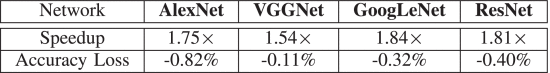 Network AlexNet VGGNet GoogLeNet ResNet
Speedup 1.75× 1.54× 1.84× 1.81×
Accuracy Loss -0.82% -0.11% -0.32% -0.40%